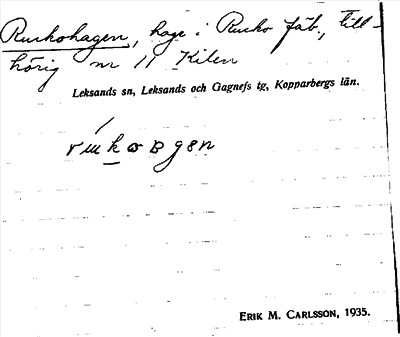 Ruckohagen, hage i Rucko fäb., till-
hörig nr 11 Kilen
Leksands sn, Leksands och Gagnefs tg, Kopparbergs län.
ERIK M. CARLSSON, 1935.